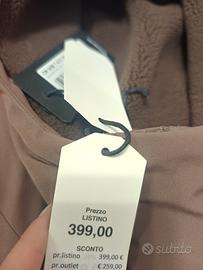 Prezzo
LISTINO
399,00
SCONTO
pr.listino 399,00 €
pr.outlet € 259,00
subito